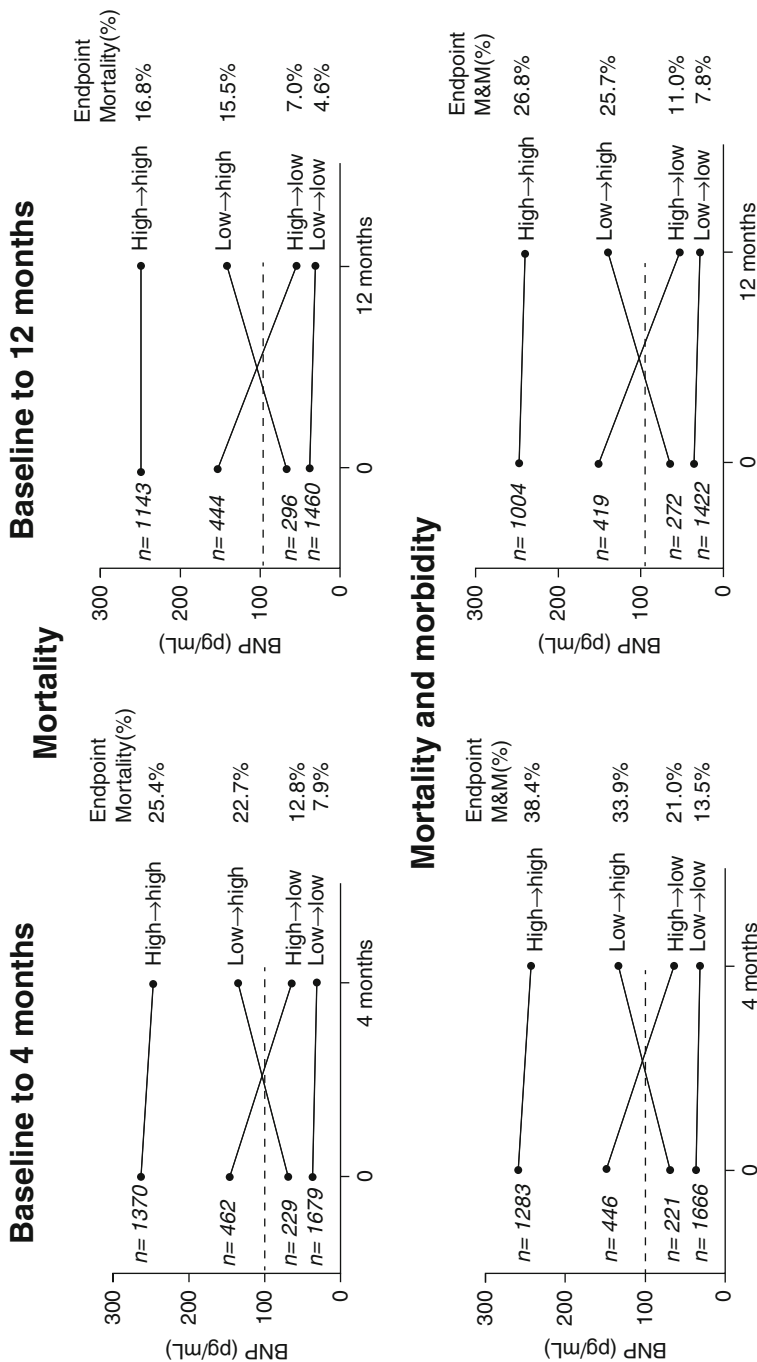 Baseline to 4 months
Baseline to 12 months
Mortality
BNP (pg/mL)
300
200
100
0
n= 1370
n= 462
n= 229
n= 1679
0
4 months
High→high
Low→high
High→low
Low→low
Endpoint
Mortality(%)
25.4%
22.7%
12.8%
7.9%
BNP (pg/mL)
300
200
100
0
n= 1143
n= 444
n= 296
n= 1460
0
12 months
High→high
Low→high
High→low
Low→low
Endpoint
Mortality(%)
16.8%
15.5%
7.0%
4.6%
Mortality and morbidity
BNP (pg/mL)
300
200
100
0
n= 1283
n= 446
n= 221
n= 1666
0
4 months
High→high
Low→high
High→low
Low→low
Endpoint
M&M(%)
38.4%
33.9%
21.0%
13.5%
BNP (pg/mL)
300
200
100
0
n= 1004
n= 419
n= 272
n= 1422
0
12 months
High→high
Low→high
High→low
Low→low
Endpoint
M&M(%)
26.8%
25.7%
11.0%
7.8%